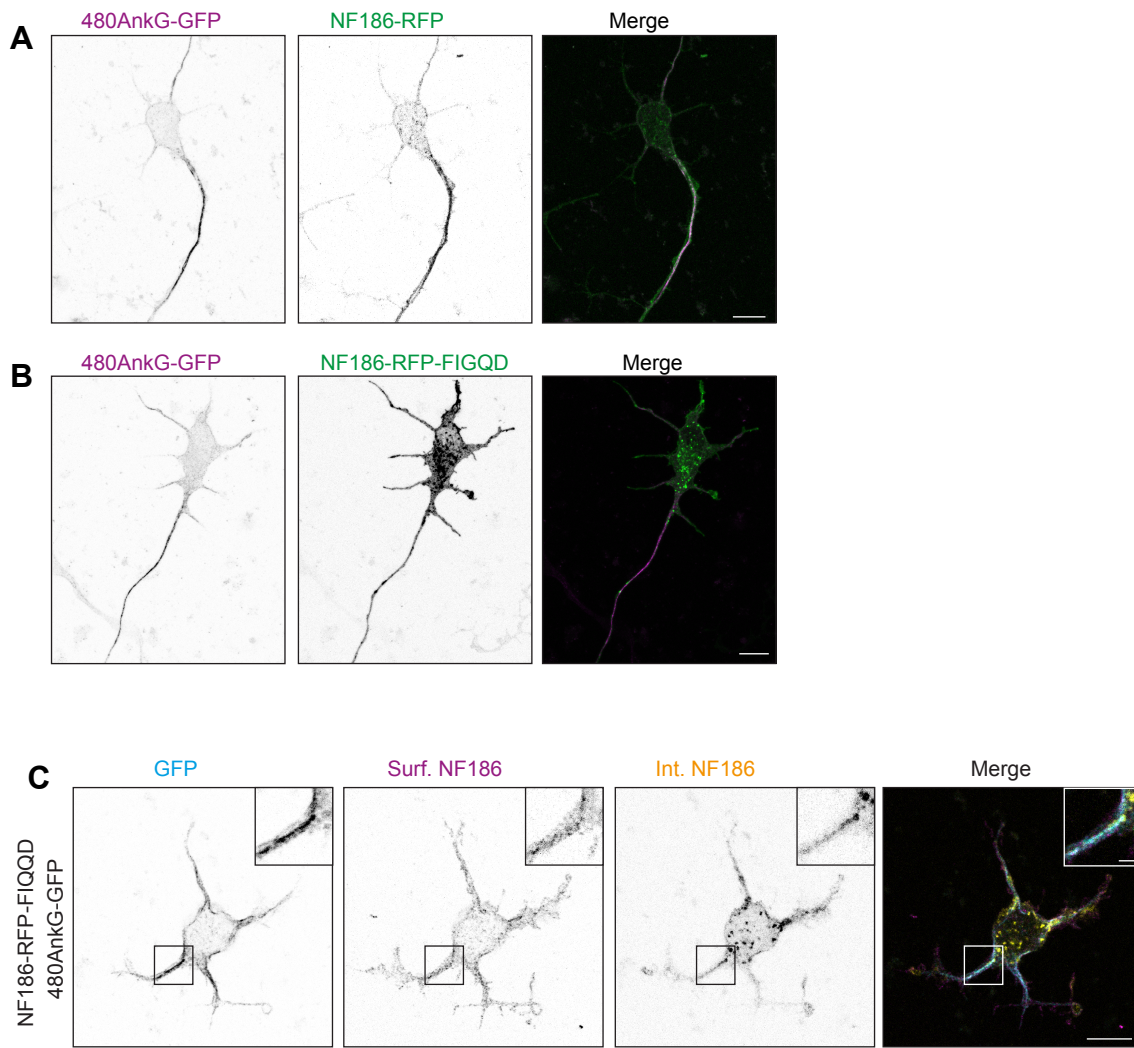 A
480AnkG-GFP
NF186-RFP
Merge
B
480AnkG-GFP
NF186-RFP-FIGQD
Merge
C
GFP
Surf. NF186
Int. NF186
Merge
NF186-RFP-FIQQD
480AnkG-GFP